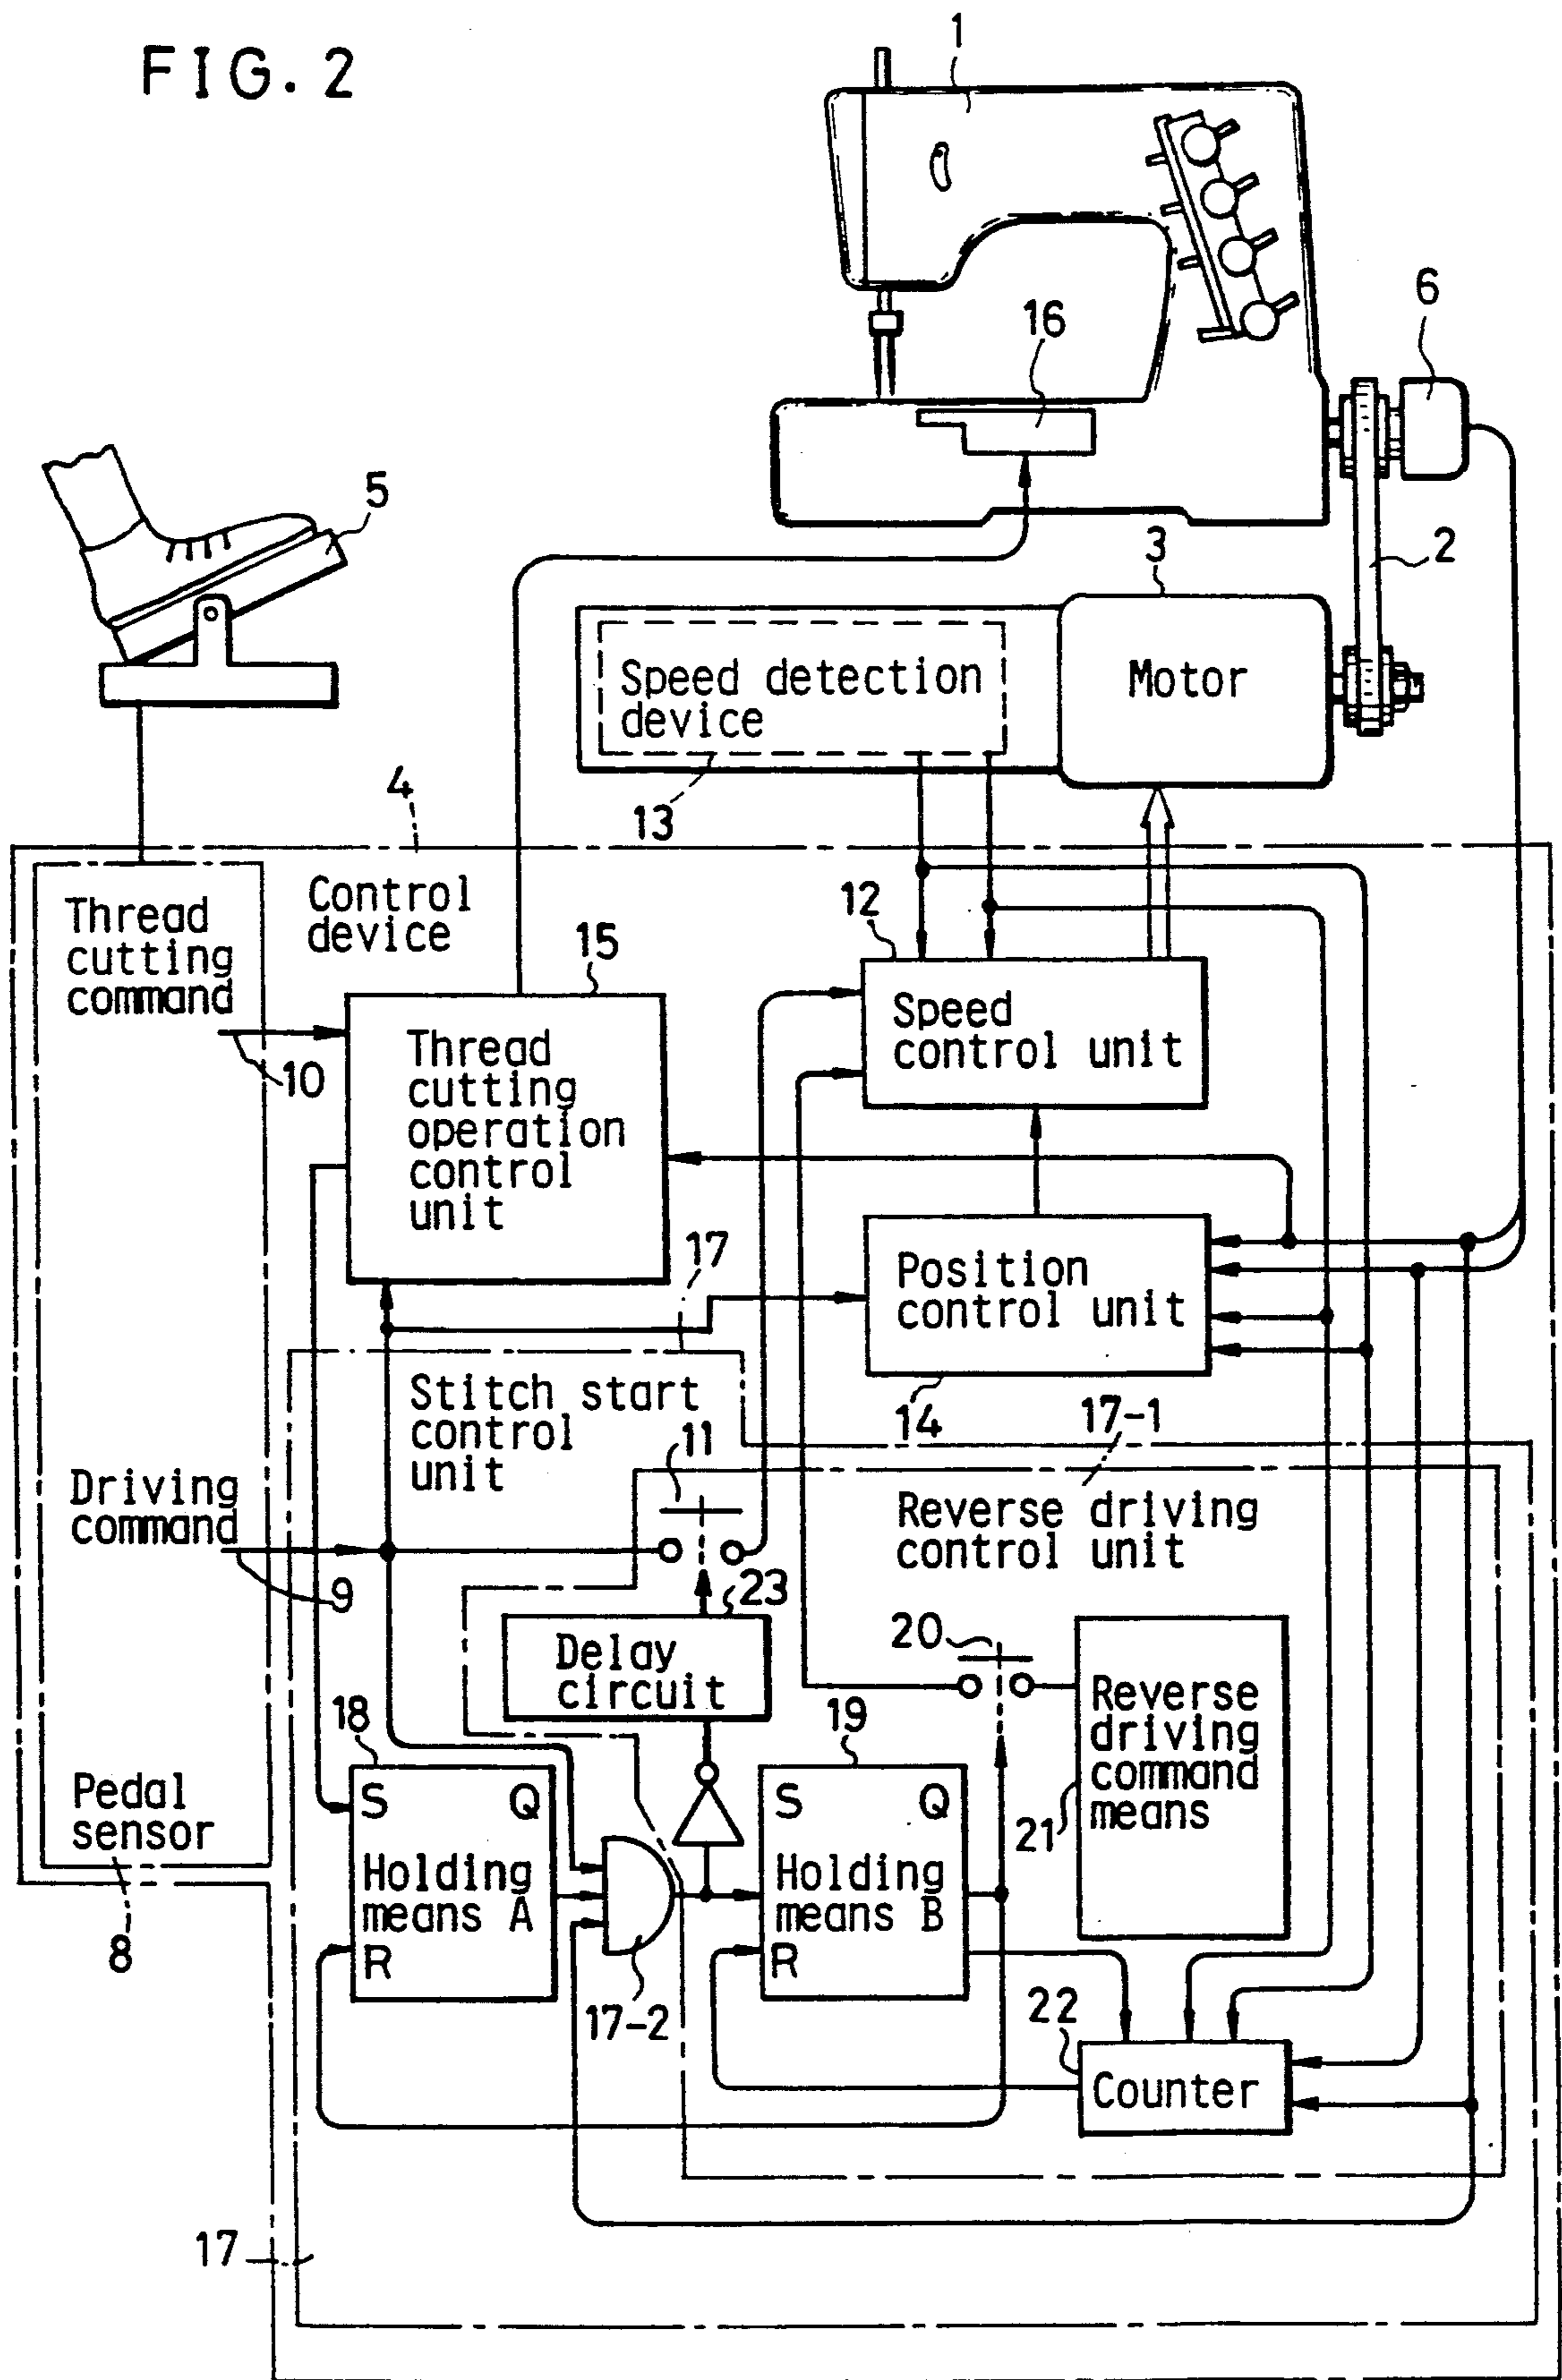 FIG. 2
1
16
6
5
3
2
Speed detection
device
Motor
13
4
Control
device
12
15
Thread
cutting
command
10
Thread
cutting
operation
control
unit
Speed
control unit
17
Position
control unit
14
17-1
Stitch start
control
unit
11
Reverse driving
control unit
Driving
command
9
23
Delay
circuit
20
Reverse
driving
command
means
21
18
19
S
Q
Holding
means A
R
S
Q
Holding
means B
R
Pedal
sensor
8
17-2
22
Counter
17